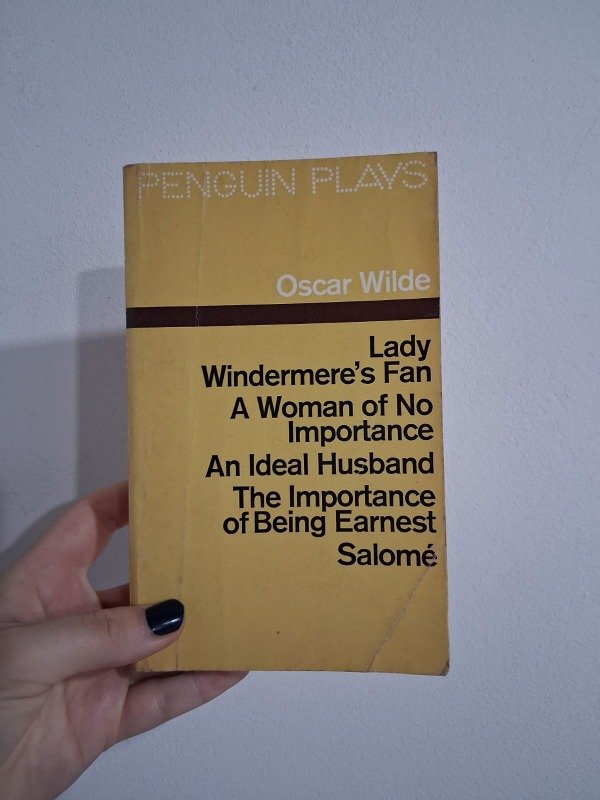 PENGUIN PLAYS
Oscar Wilde
Lady
Windermere's Fan
A Woman of No
Importance
An Ideal Husband
The Importance
of Being Earnest
Salomé